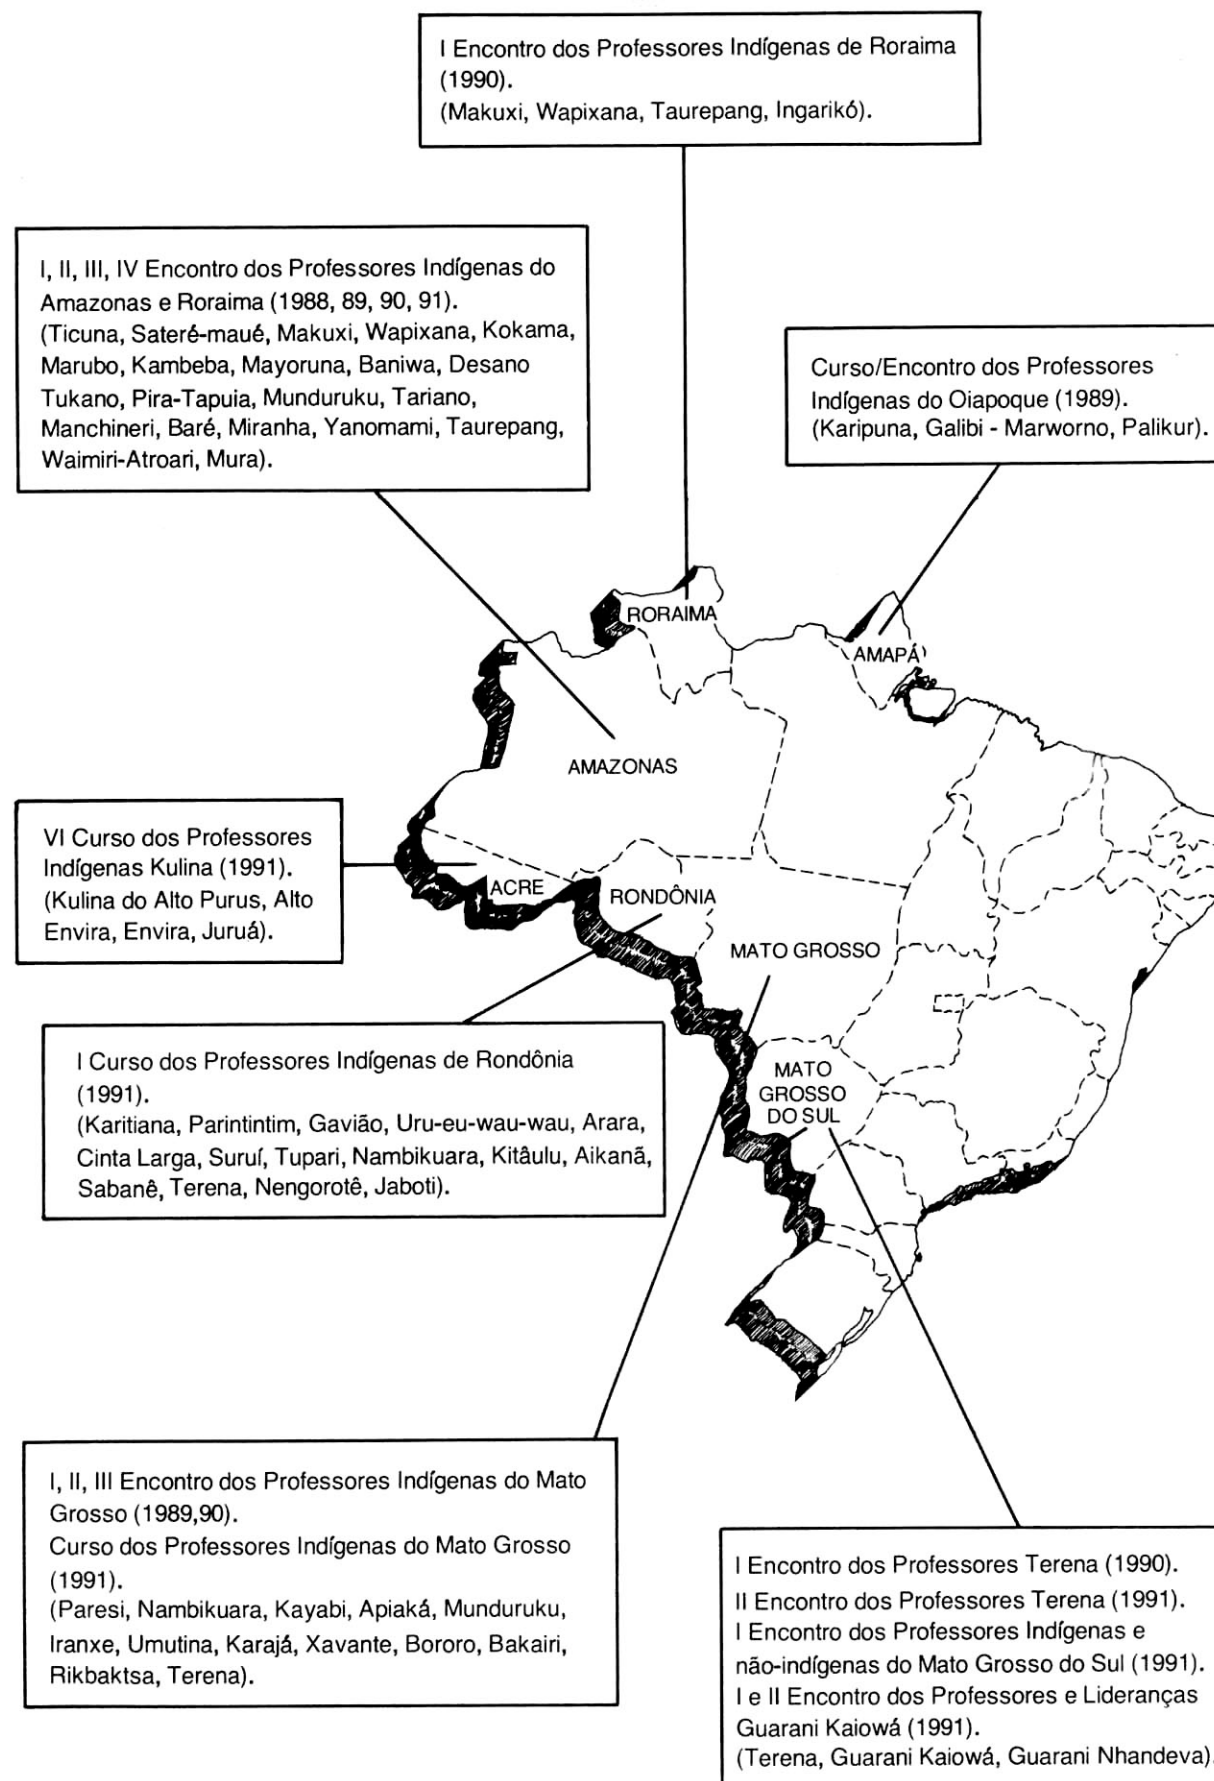 I Encontro dos Professores Indígenas de Roraima
(1990).
(Makuxi, Wapixana, Taurepang, Ingarikó).
I, II, III, IV Encontro dos Professores Indígenas do
Amazonas e Roraima (1988, 89, 90, 91).
(Ticuna, Sateré-maué, Makuxi, Wapixana, Kokama,
Marubo, Kambeba, Mayoruna, Baniwa, Desano
Tukano, Pira-Tapuia, Munduruku, Tariano,
Manchineri, Baré, Miranha, Yanomami, Taurepang,
Waimiri-Atroari, Mura).
Curso/Encontro dos Professores
Indígenas do Oiapoque (1989).
(Karipuna, Galibi - Marworno, Palikur).
RORAIMA
AMAPÁ
AMAZONAS
VI Curso dos Professores
Indígenas Kulina (1991).
(Kulina do Alto Purus, Alto
Envira, Envira, Juruá).
ACRE
RONDÔNIA
MATO GROSSO
I Curso dos Professores Indígenas de Rondônia
(1991).
(Karitiana, Parintintim, Gavião, Uru-eu-wau-wau, Arara,
Cinta Larga, Suruí, Tupari, Nambikuara, Kitâulu, Aikanã,
Sabanê, Terena, Nengorotê, Jaboti).
MATO
GROSSO
DO SUL
I, II, III Encontro dos Professores Indígenas do Mato
Grosso (1989,90).
Curso dos Professores Indígenas do Mato Grosso
(1991).
(Paresi, Nambikuara, Kayabi, Apiaká, Munduruku,
Iranxe, Umutina, Karajá, Xavante, Bororo, Bakairi,
Rikbaktsa, Terena).
I Encontro dos Professores Terena (1990).
II Encontro dos Professores Terena (1991).
I Encontro dos Professores Indígenas e
não-indígenas do Mato Grosso do Sul (1991).
I e II Encontro dos Professores e Lideranças
Guarani Kaiowá (1991).
(Terena, Guarani Kaiowá, Guarani Nhandeva).